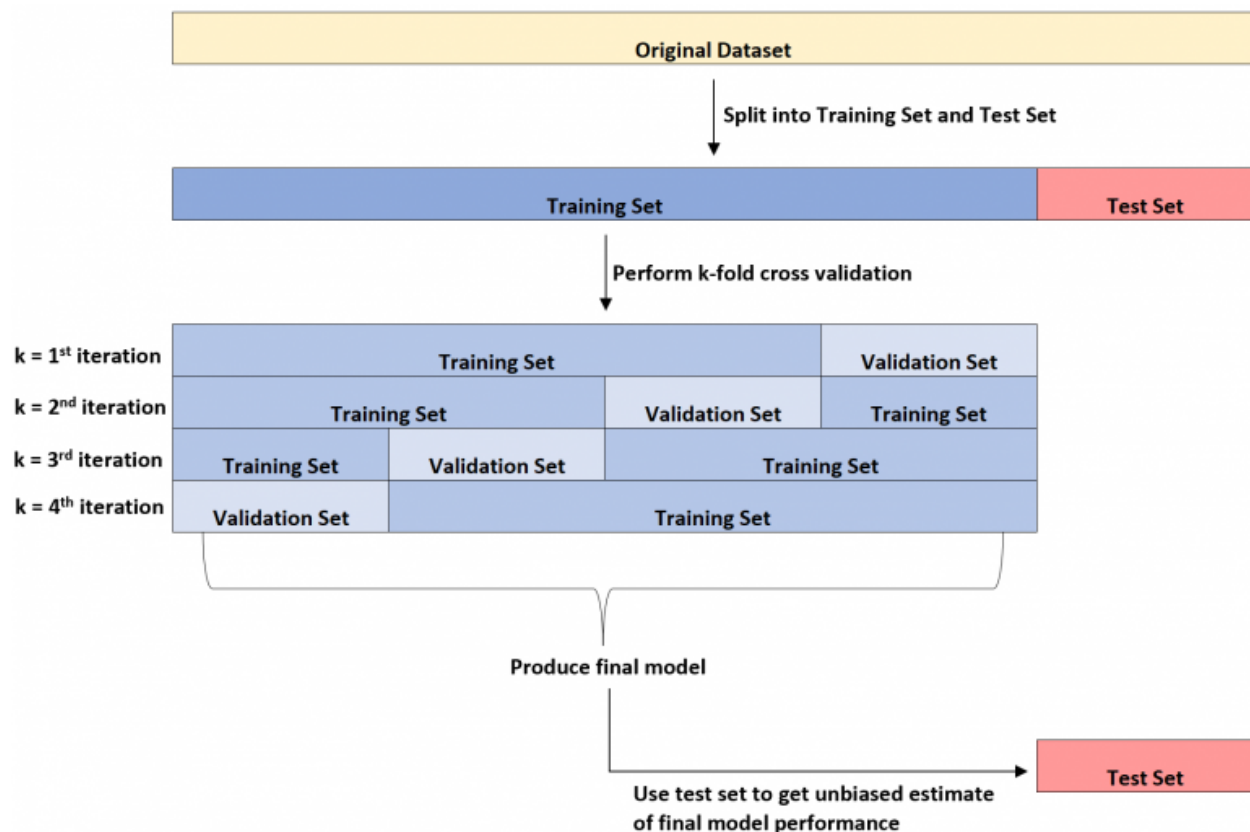 Original Dataset
Split into Training Set and Test Set
Training Set Test Set
Perform k-fold cross validation
k = 1st iteration Training Set Validation Set
k = 2nd iteration Training Set Validation Set Training Set
k = 3rd iteration Training Set Validation Set Training Set
k = 4th iteration Validation Set Training Set
Produce final model
Test Set
Use test set to get unbiased estimate
of final model performance